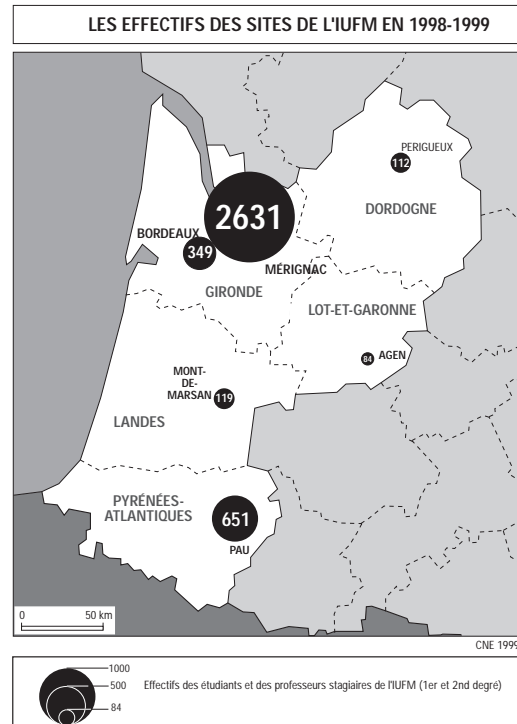 LES EFFECTIFS DES SITES DE L'IUFM EN 1998-1999
PERIGUEUX
112
DORDOGNE
2631
BORDEAUX
349
MÉRIGNAC
GIRONDE
LOT-ET-GARONNE
84
AGEN
MONT-
DE-
MARSAN
119
LANDES
PYRÉNÉES-
ATLANTIQUES
651
PAU
0 50 km
CNE 1999
1000
500
84
Effectifs des étudiants et des professeurs stagiaires de l'IUFM (1er et 2nd degré)